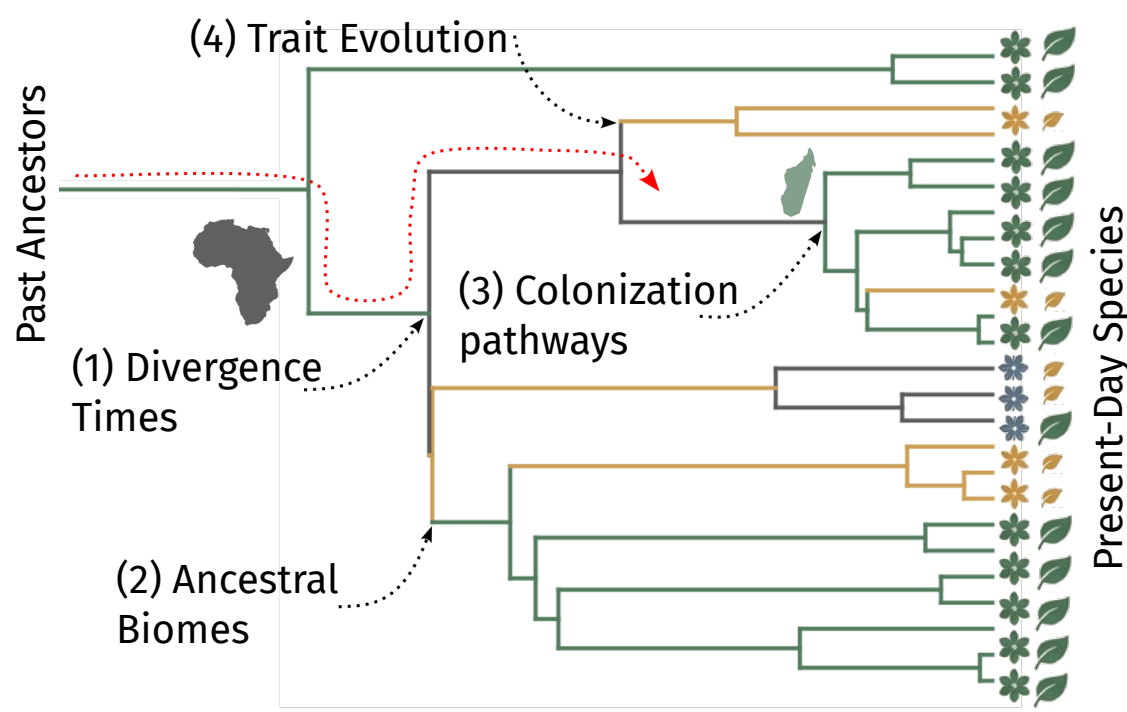 (4) Trait Evolution
Past Ancestors
(3) Colonization
pathways
(1) Divergence
Times
(2) Ancestral
Biomes
Present-Day Species